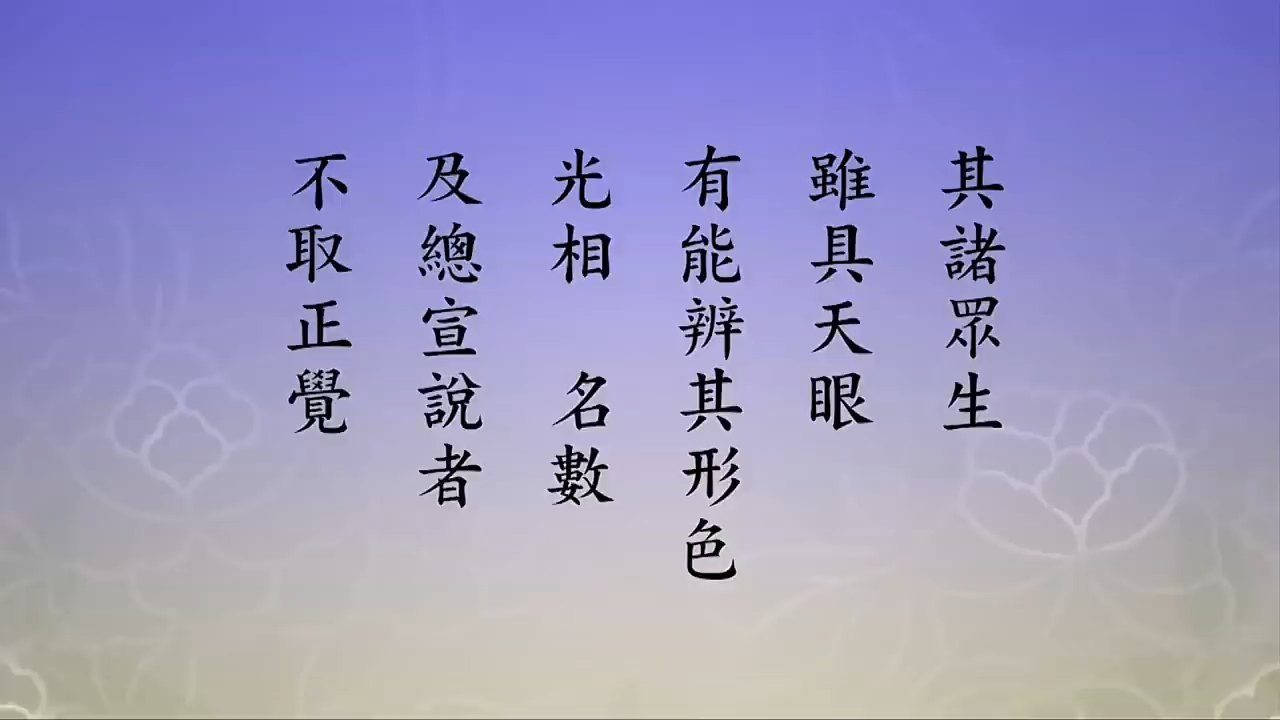 其諸眾生
雖具天眼
有能辨其形色
光相 名數
及總宣說者
不取正覺